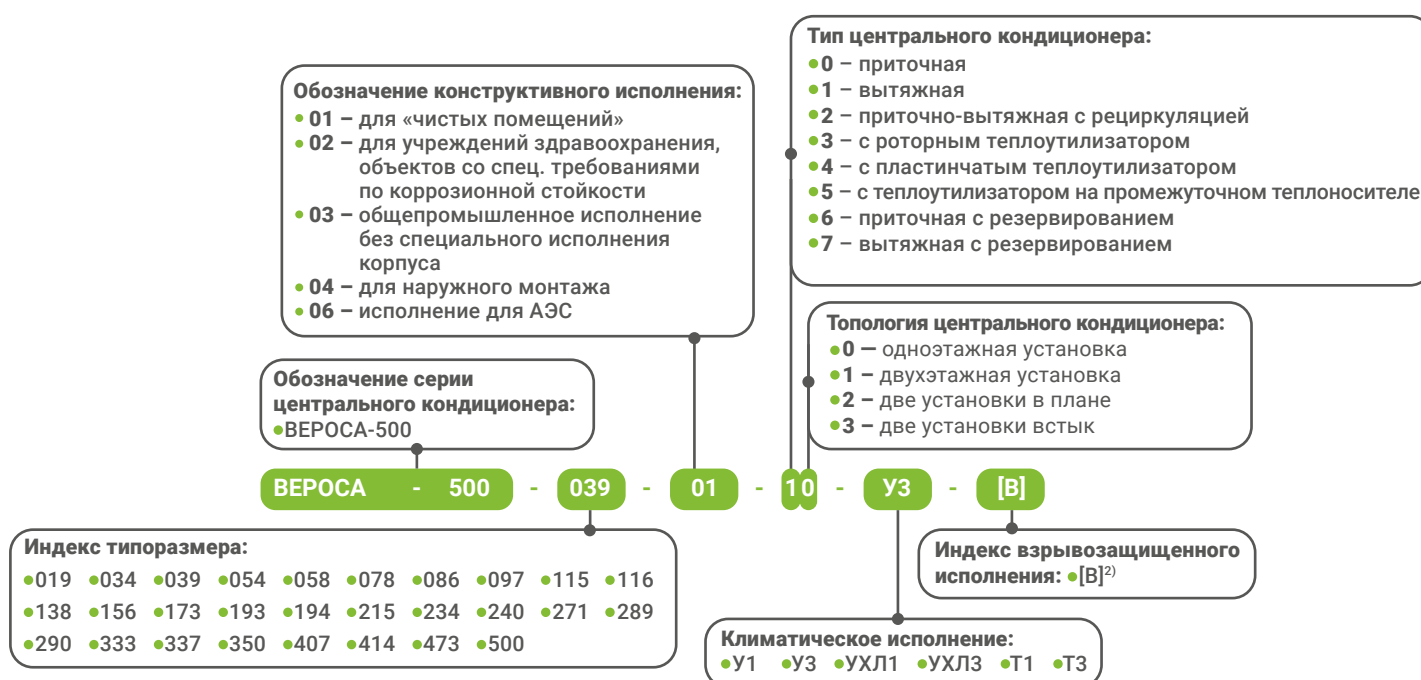 Тип центрального кондиционера:
•0 – приточная
•1 – вытяжная
•2 – приточно-вытяжная с рециркуляцией
•3 – с роторным теплоутилизатором
•4 – с пластинчатым теплоутилизатором
•5 – с теплоутилизатором на промежуточном теплоносителе
•6 – приточная с резервированием
•7 – вытяжная с резервированием
Обозначение конструктивного исполнения:
• 01 – для «чистых помещений»
• 02 – для учреждений здравоохранения,
объектов со спец. требованиями
по коррозионной стойкости
• 03 – общепромышленное исполнение
без специального исполнения
корпуса
• 04 – для наружного монтажа
• 06 – исполнение для АЭС
Топология центрального кондиционера:
•0 — одноэтажная установка
•1 – двухэтажная установка
•2 – две установки в плане
•3 – две установки встык
Обозначение серии
центрального кондиционера:
•ВЕРОСА-500
ВЕРОСА - 500 - 039 - 01 - 10 - У3 - [В]
Индекс типоразмера:
•019 •034 •039 •054 •058 •078 •086 •097 •115 •116
•138 •156 •173 •193 •194 •215 •234 •240 •271 •289
•290 •333 •337 •350 •407 •414 •473 •500
Индекс взрывозащищенного
исполнения: •[В]²⁾
Климатическое исполнение:
•У1 •У3 •УХЛ1 •УХЛ3 •Т1 •Т3